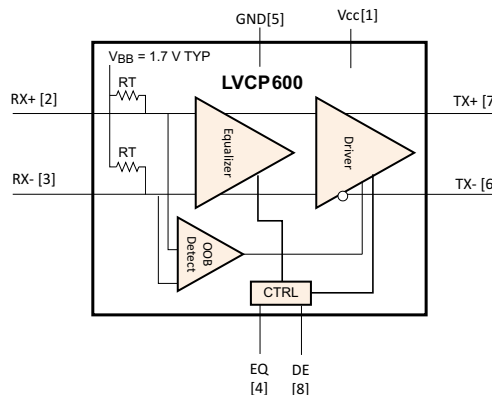 GND[5]
Vcc[1]
VBB = 1.7 V TYP
LVCP600
RT
RX+ [2]
TX+ [7]
Equalizer
Driver
RT
RX- [3]
TX- [6]
OOB
Detect
CTRL
EQ
[4]
DE
[8]